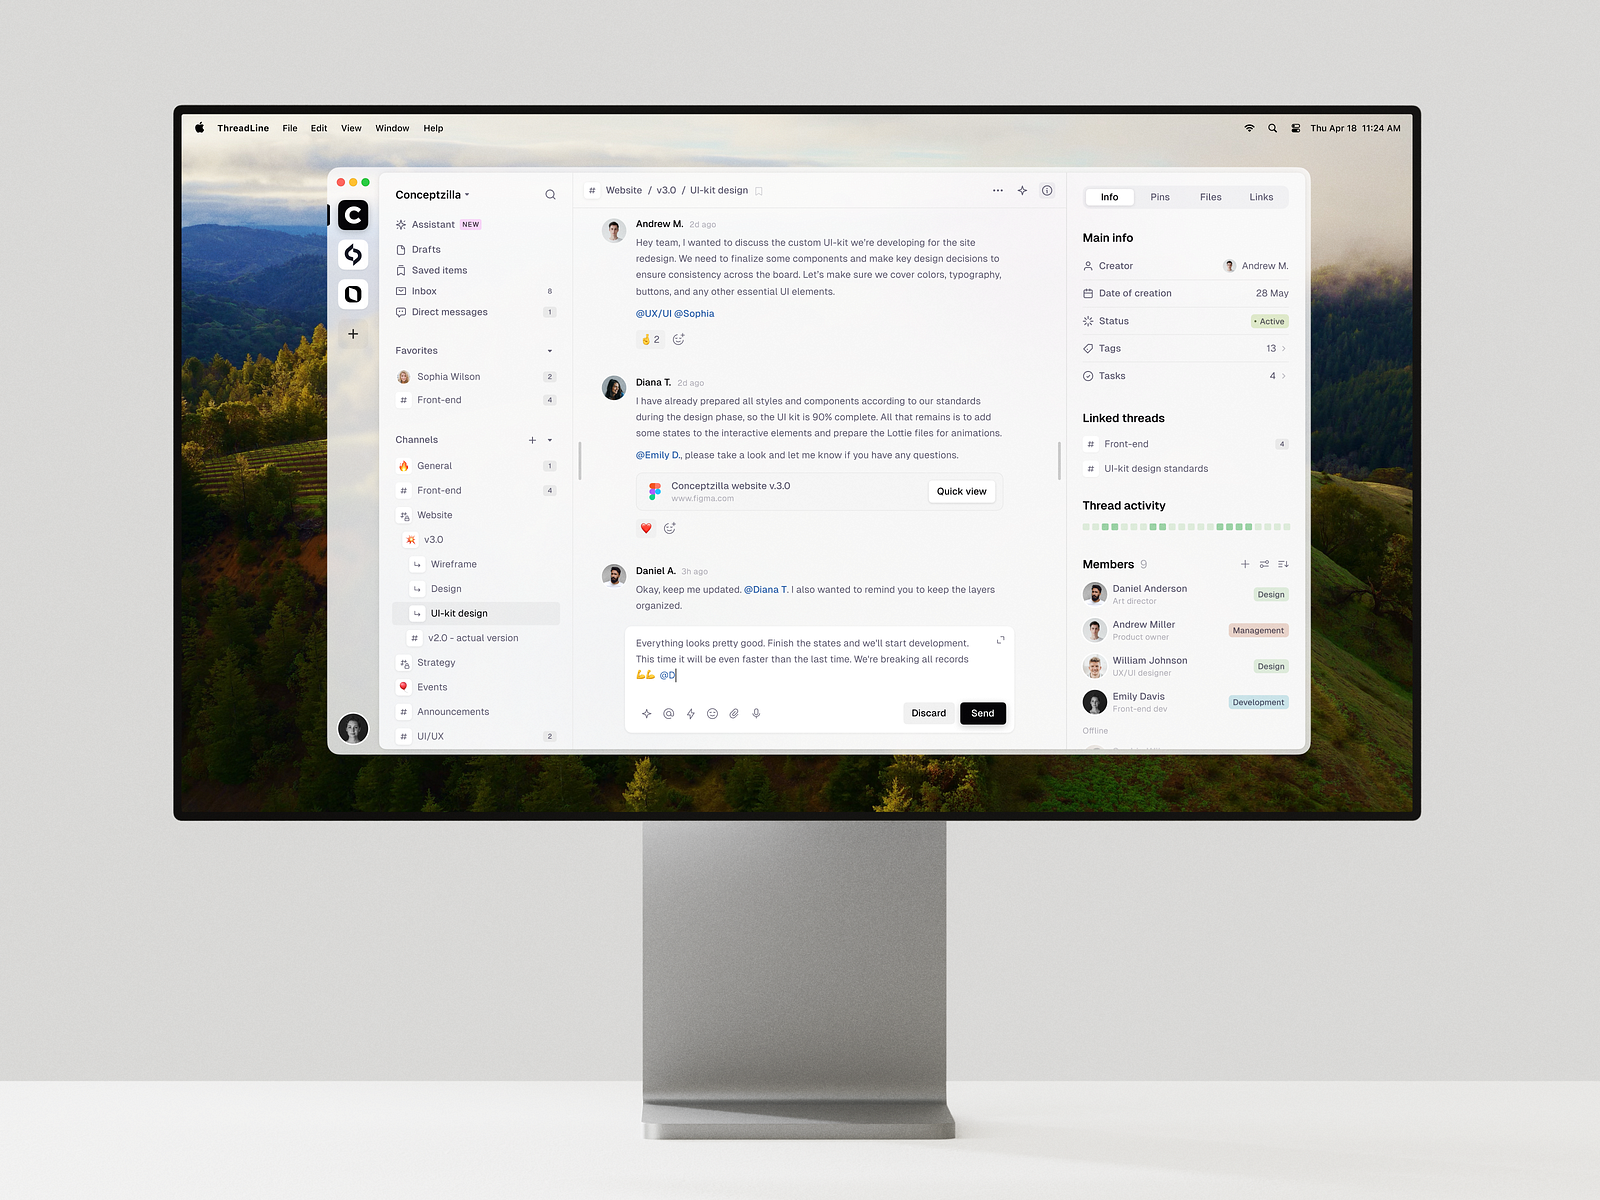 ThreadLine File Edit View Window Help
Thu Apr 18 11:24 AM
C
Conceptzilla
Assistant NEW
Drafts
Saved items
Inbox 8
Direct messages 1
Favorites
Sophia Wilson 2
# Front-end 4
Channels +
General 1
# Front-end 4
Website
v3.0
Wireframe
Design
UI-kit design
# v2.0 - actual version
Strategy
Events
# Announcements
# UI/UX 2
# Website / v3.0 / UI-kit design
Andrew M. 2d ago
Hey team, I wanted to discuss the custom UI-kit we're developing for the site
redesign. We need to finalize some components and make key design decisions to
ensure consistency across the board. Let's make sure we cover colors, typography,
buttons, and any other essential UI elements.
@UX/UI @Sophia
🤞 2
Diana T. 2d ago
I have already prepared all styles and components according to our standards
during the design phase, so the UI kit is 90% complete. All that remains is to add
some states to the interactive elements and prepare the Lottie files for animations.
@Emily D., please take a look and let me know if you have any questions.
Conceptzilla website v.3.0
www.figma.com
Quick view
❤️
Daniel A. 3h ago
Okay, keep me updated. @Diana T. I also wanted to remind you to keep the layers
organized.
Everything looks pretty good. Finish the states and we'll start development.
This time it will be even faster than the last time. We're breaking all records
💪💪 @D
Discard Send
Info Pins Files Links
Main info
Creator Andrew M.
Date of creation 28 May
Status • Active
Tags 13
Tasks 4
Linked threads
# Front-end 4
# UI-kit design standards
Thread activity
Members 9
Daniel Anderson
Art director
Design
Andrew Miller
Product owner
Management
William Johnson
UX/UI designer
Design
Emily Davis
Front-end dev
Development
Offline